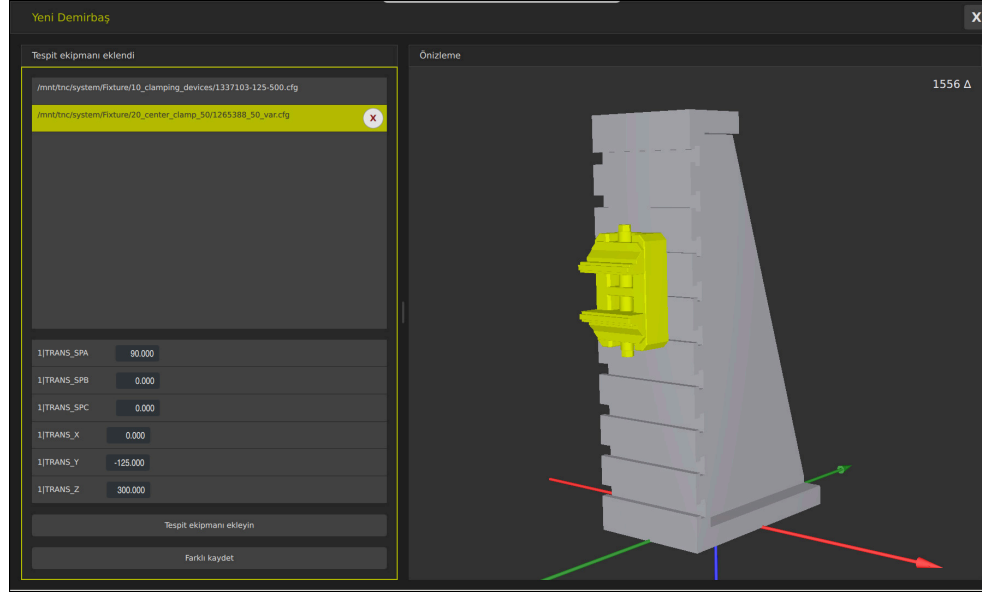 Yeni Demirbaş
X
Tespit ekipmanı eklendi
/mnt/tnc/system/Fixture/10_clamping_devices/1337103-125-500.cfg
/mnt/tnc/system/Fixture/20_center_clamp_50/1265388_50_var.cfg
X
1|TRANS_SPA 90.000
1|TRANS_SPB 0.000
1|TRANS_SPC 0.000
1|TRANS_X 0.000
1|TRANS_Y -125.000
1|TRANS_Z 300.000
Tespit ekipmanı ekleyin
Farklı kaydet
Önizleme
1556 Δ